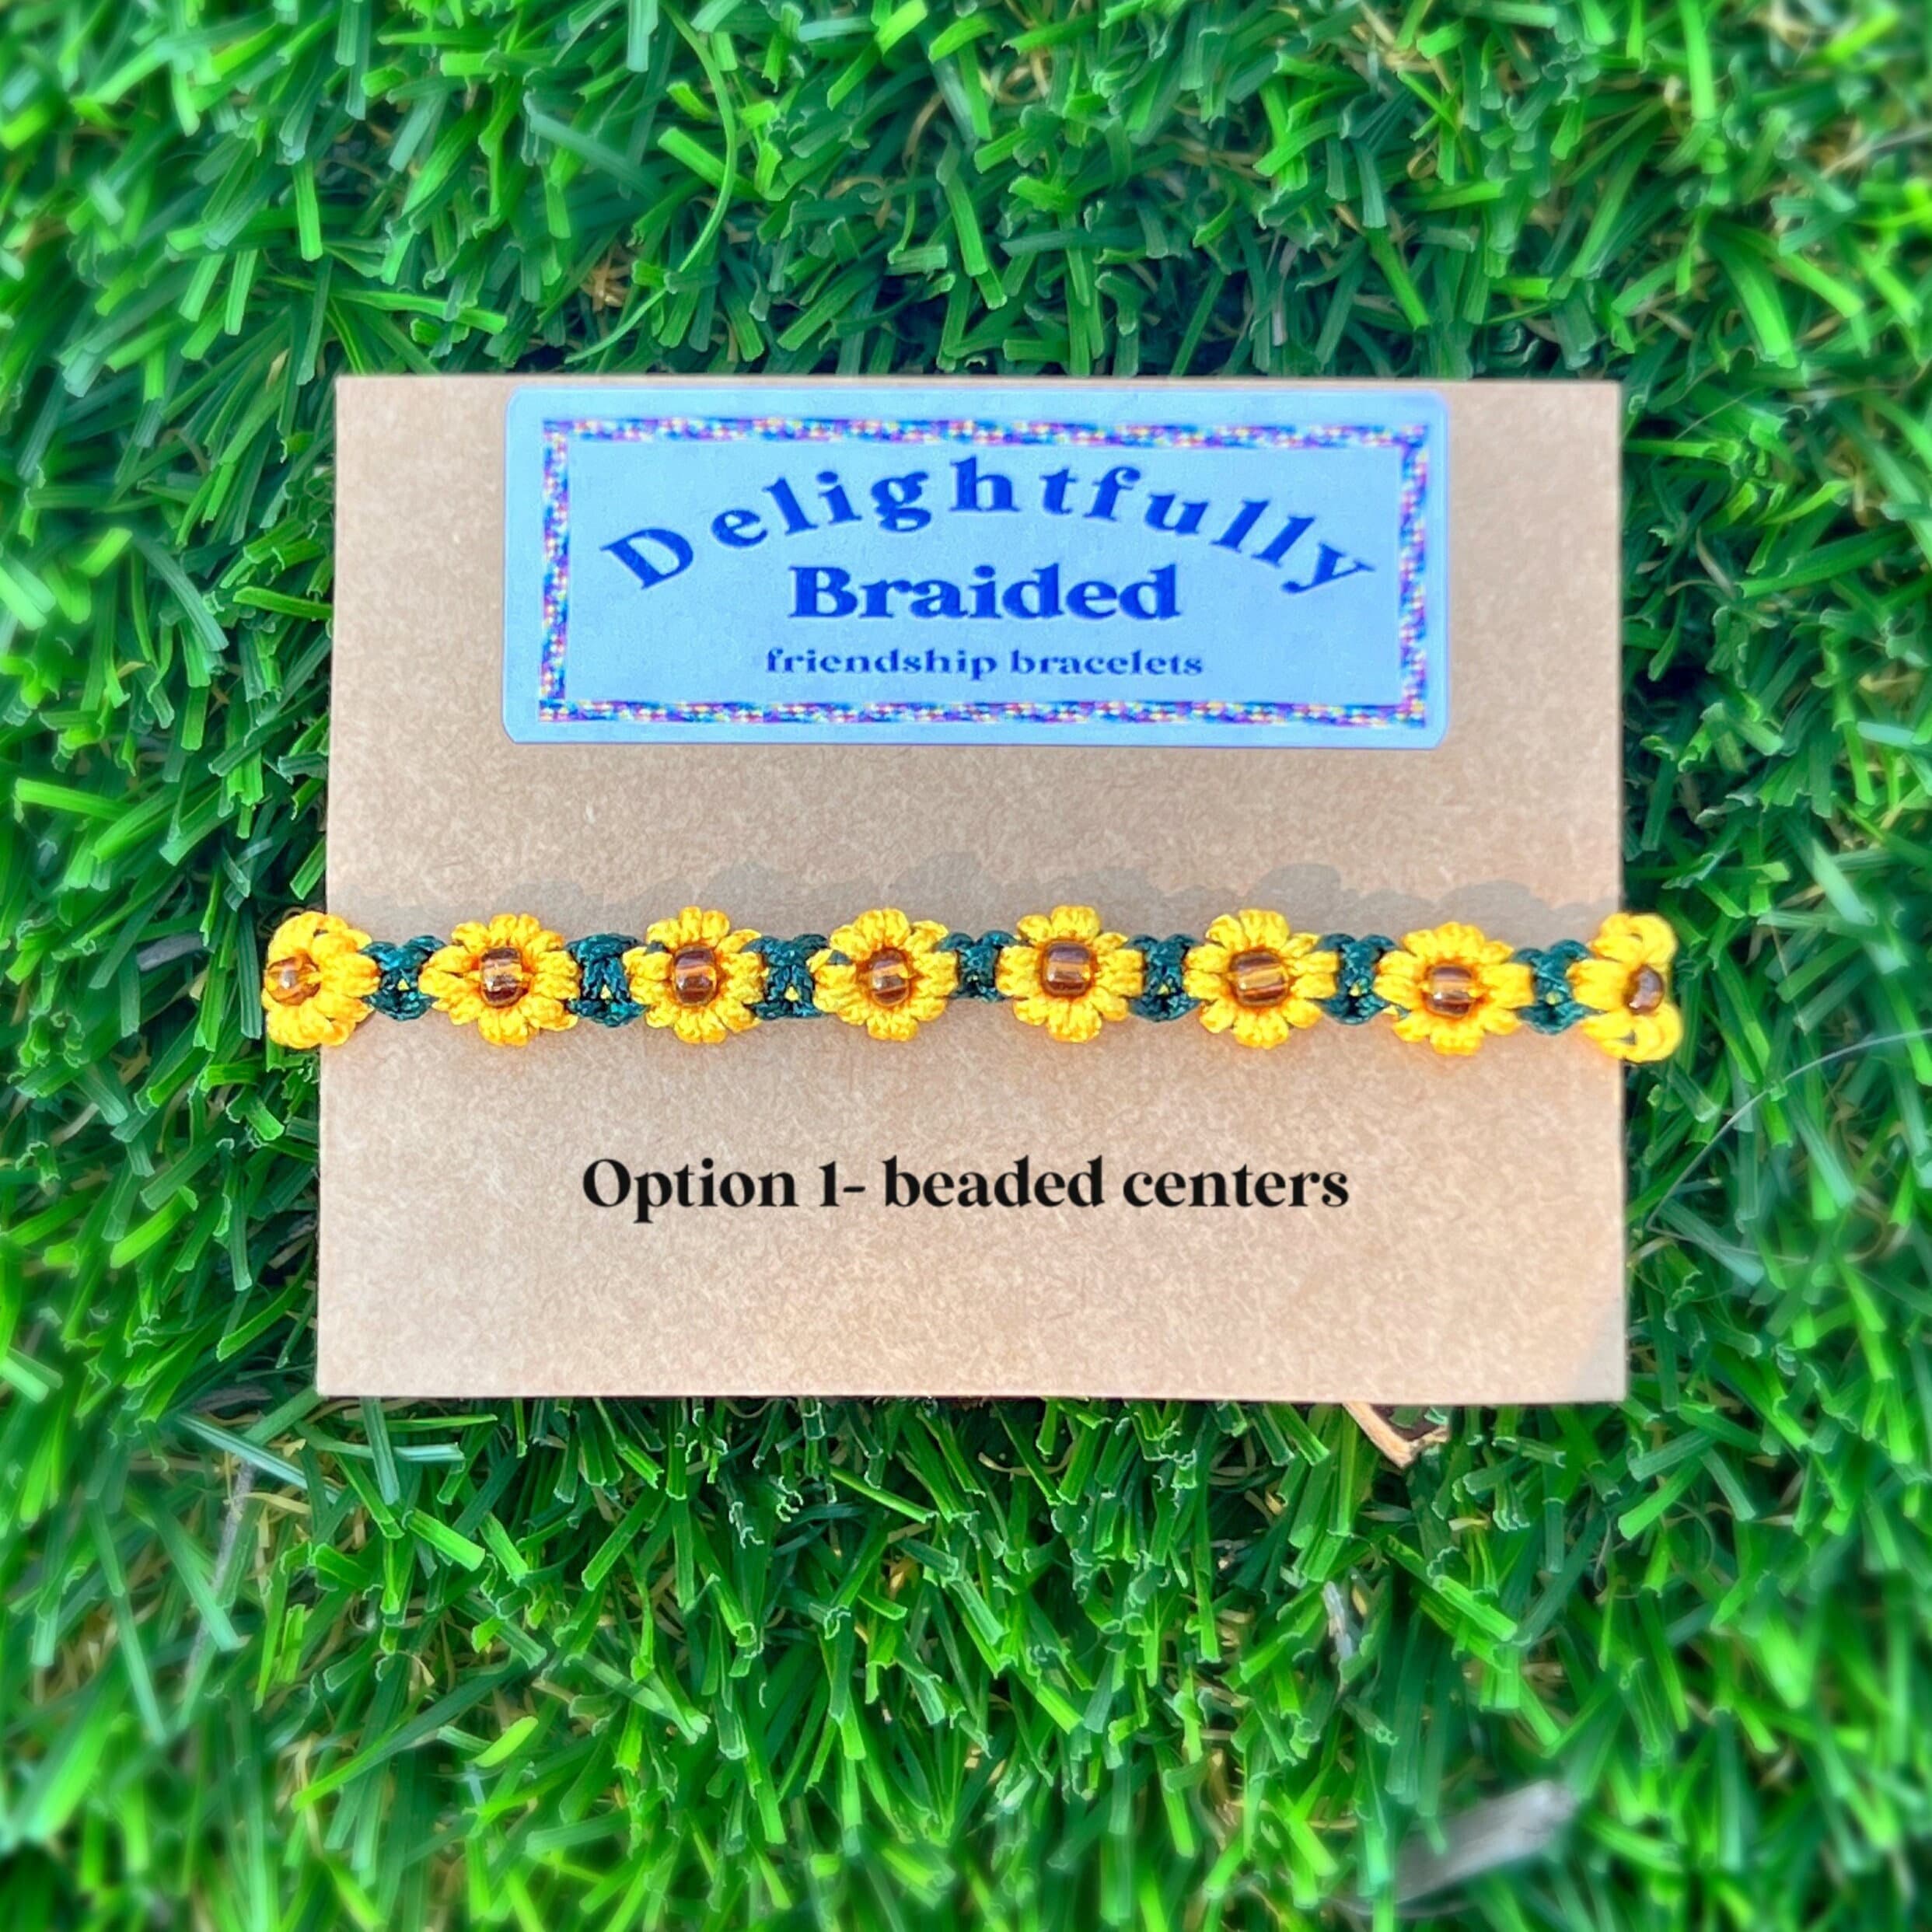 Delightfully
Braided
friendship bracelets
Option 1- beaded centers